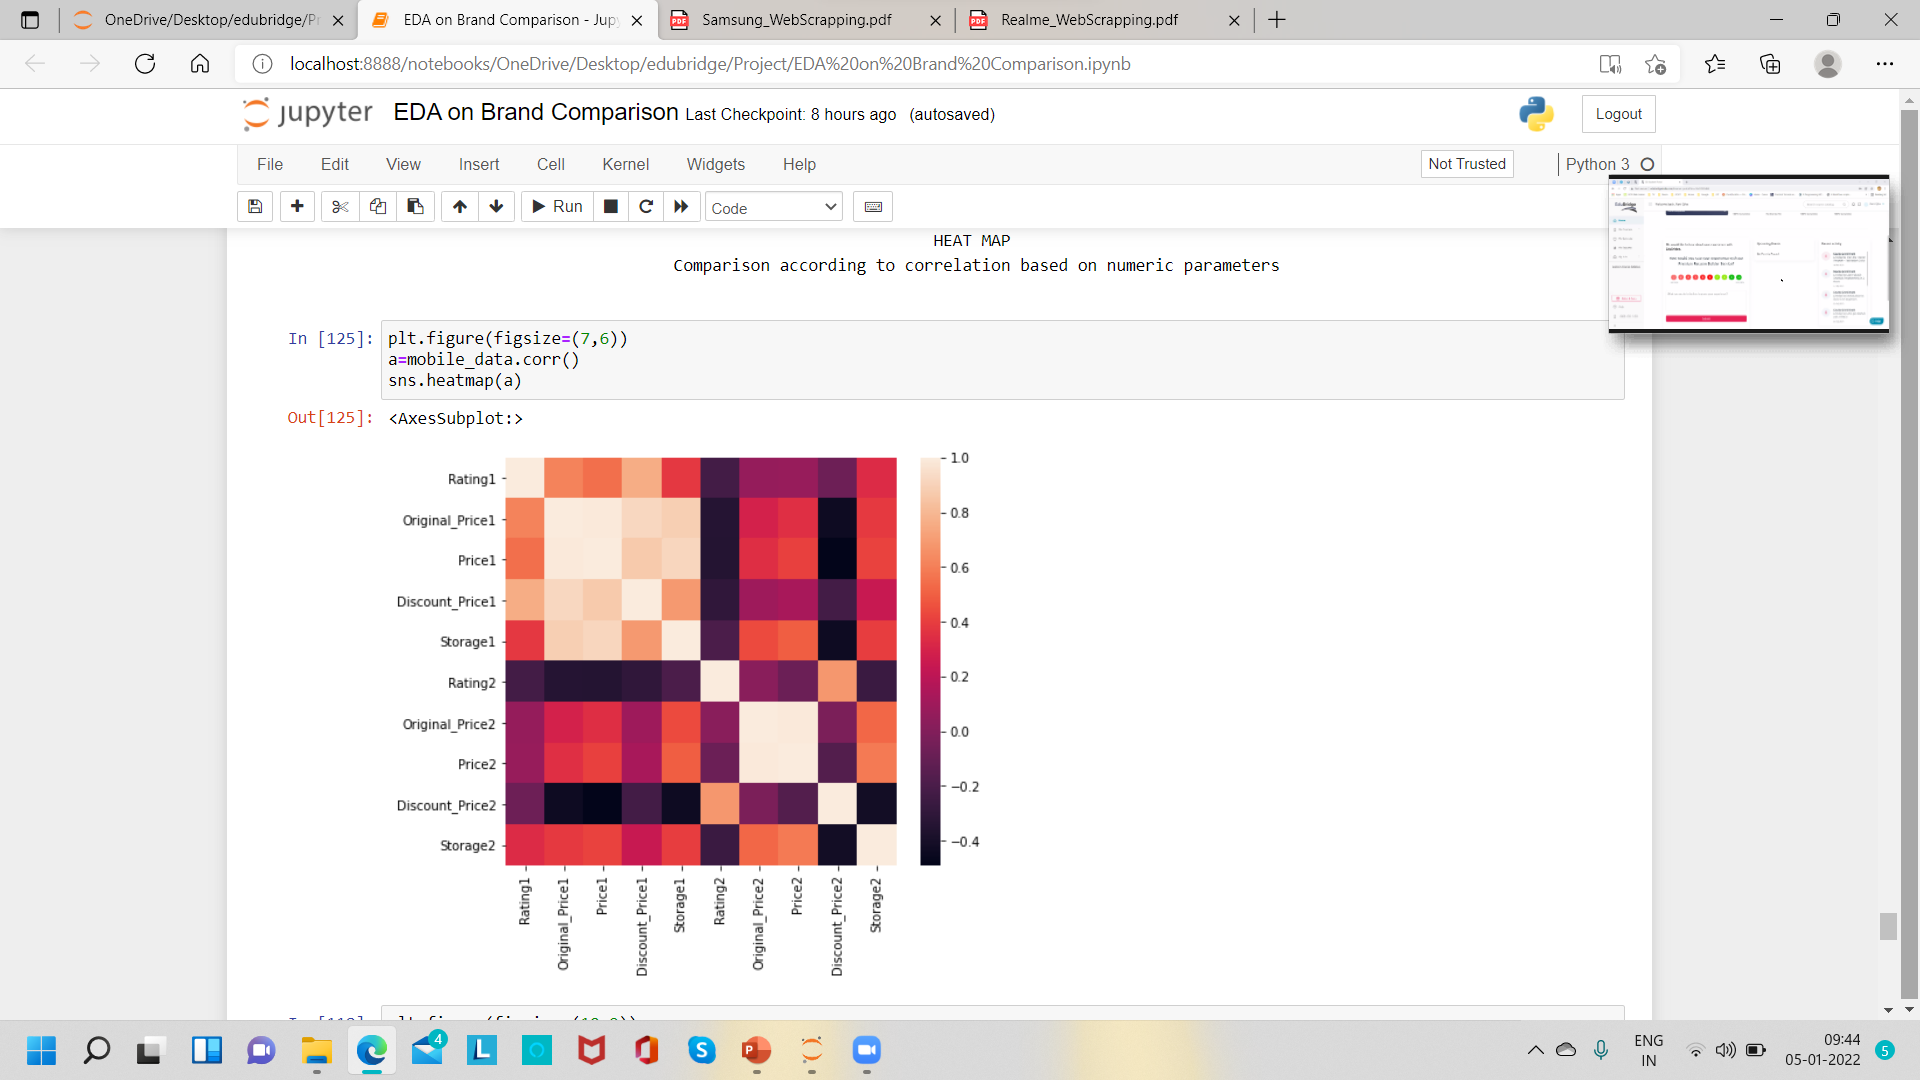 OneDrive/Desktop/edubridge/Pr
EDA on Brand Comparison - Jup
Samsung_WebScrapping.pdf
Realme_WebScrapping.pdf
localhost:8888/notebooks/OneDrive/Desktop/edubridge/Project/EDA%20on%20Brand%20Comparison.ipynb
jupyter EDA on Brand Comparison Last Checkpoint: 8 hours ago (autosaved)
Logout
File Edit View Insert Cell Kernel Widgets Help
Not Trusted
Python 3
Run
Code
HEAT MAP
Comparison according to correlation based on numeric parameters
In [125]: plt.figure(figsize=(7,6))
a=mobile_data.corr()
sns.heatmap(a)
Out[125]: <AxesSubplot:>
Rating1
Original_Price1
Price1
Discount_Price1
Storage1
Rating2
Original_Price2
Price2
Discount_Price2
Storage2
1.0
0.8
0.6
0.4
0.2
0.0
−0.2
−0.4
Rating1
Original_Price1
Price1
Discount_Price1
Storage1
Rating2
Original_Price2
Price2
Discount_Price2
Storage2
4
ENG
IN
09:44
05-01-2022
5